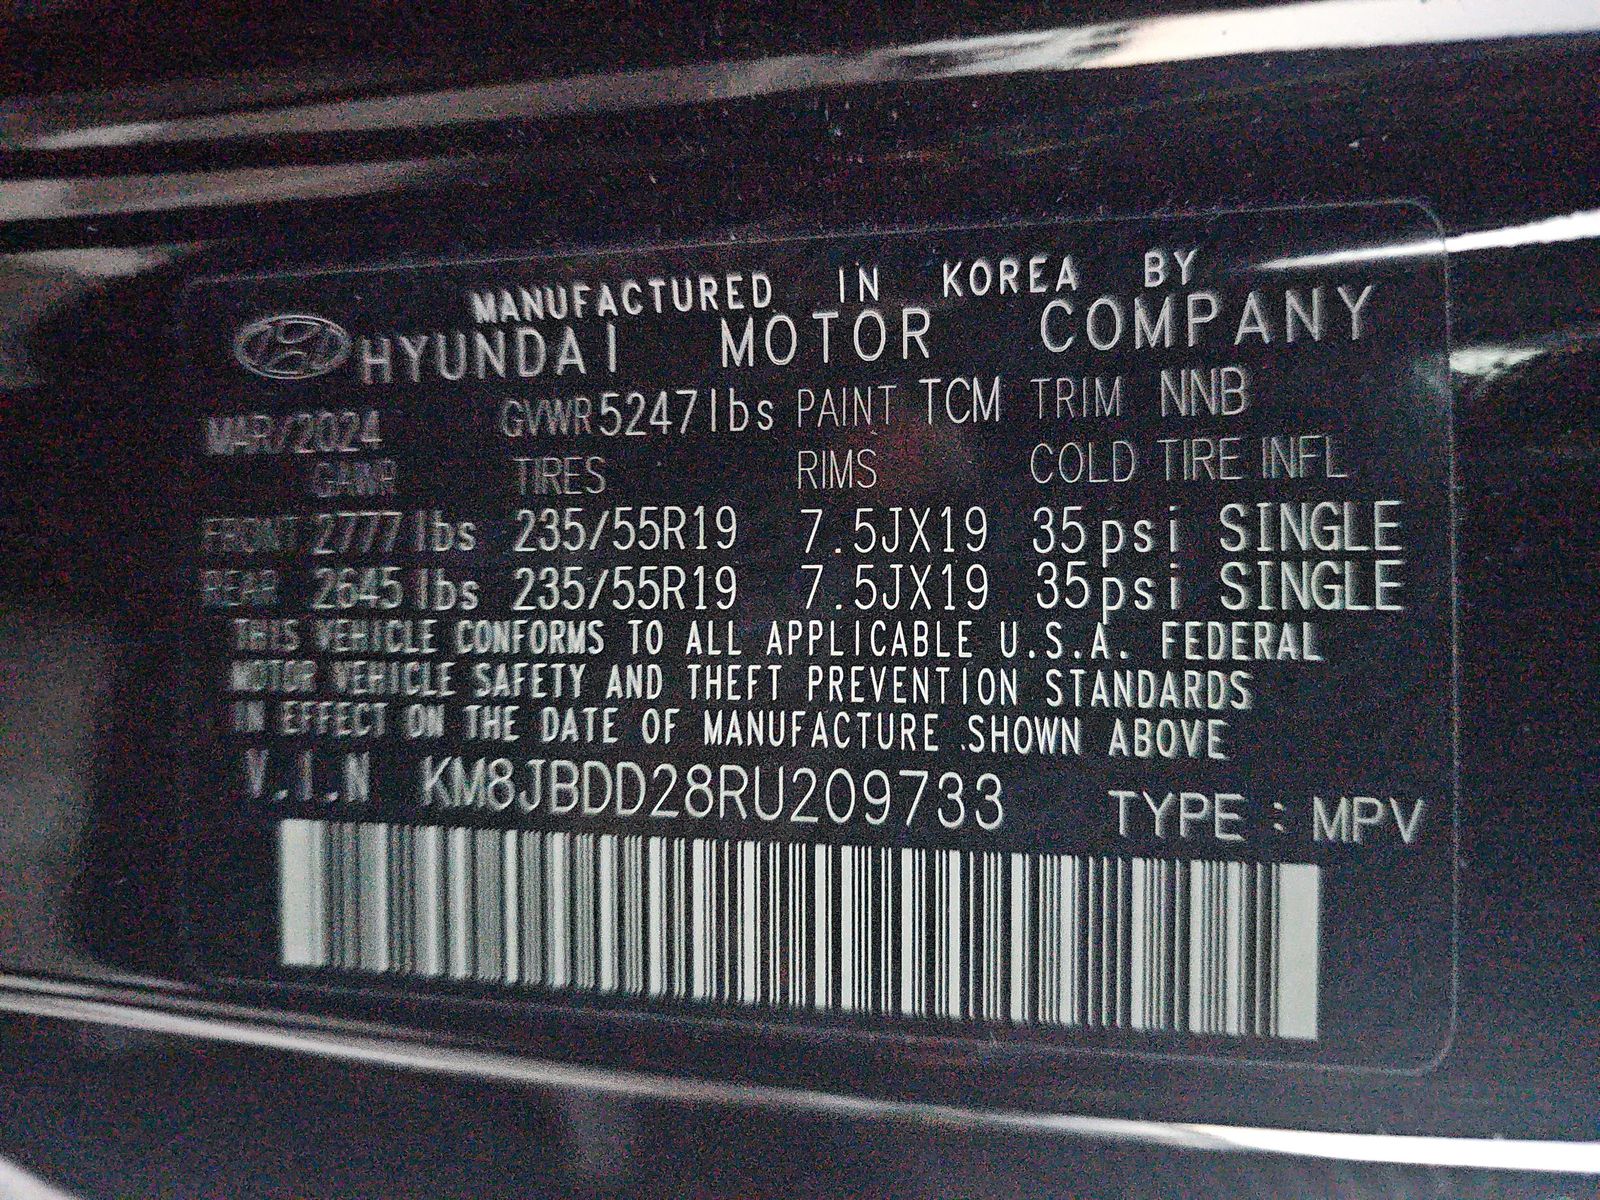 MANUFACTURED IN KOREA BY
HYUNDAI MOTOR COMPANY
MAR/2024 GVWR 5247lbs PAINT TCM TRIM NNB
GAWR TIRES RIMS COLD TIRE INFL
FRONT 2777lbs 235/55R19 7.5JX19 35psi SINGLE
REAR 2645lbs 235/55R19 7.5JX19 35psi SINGLE
THIS VEHICLE CONFORMS TO ALL APPLICABLE U.S.A. FEDERAL
MOTOR VEHICLE SAFETY AND THEFT PREVENTION STANDARDS
IN EFFECT ON THE DATE OF MANUFACTURE SHOWN ABOVE
V.I.N KM8JBDD28RU209733 TYPE : MPV